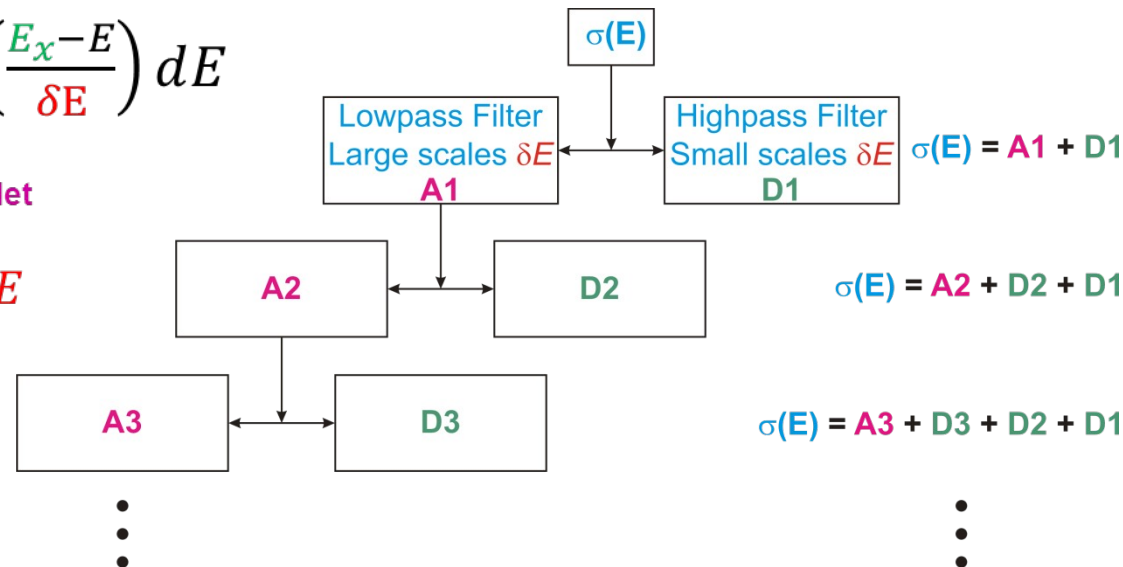 (E_x−E / δE) dE
σ(E)
Lowpass Filter
Large scales δE
A1
Highpass Filter
Small scales δE
D1
σ(E) = A1 + D1
let
A2
D2
σ(E) = A2 + D2 + D1
E
A3
D3
σ(E) = A3 + D3 + D2 + D1